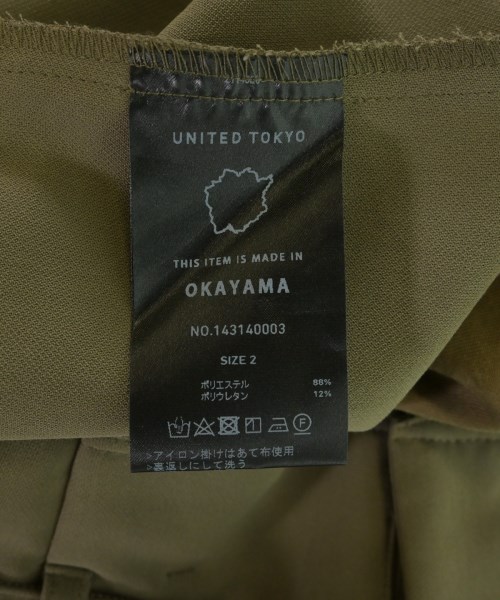 UNITED TOKYO
THIS ITEM IS MADE IN
OKAYAMA
NO.143140003
SIZE 2
ポリエステル 88%
ポリウレタン 12%
>アイロン掛けはあて布使用
>裏返しにして洗う